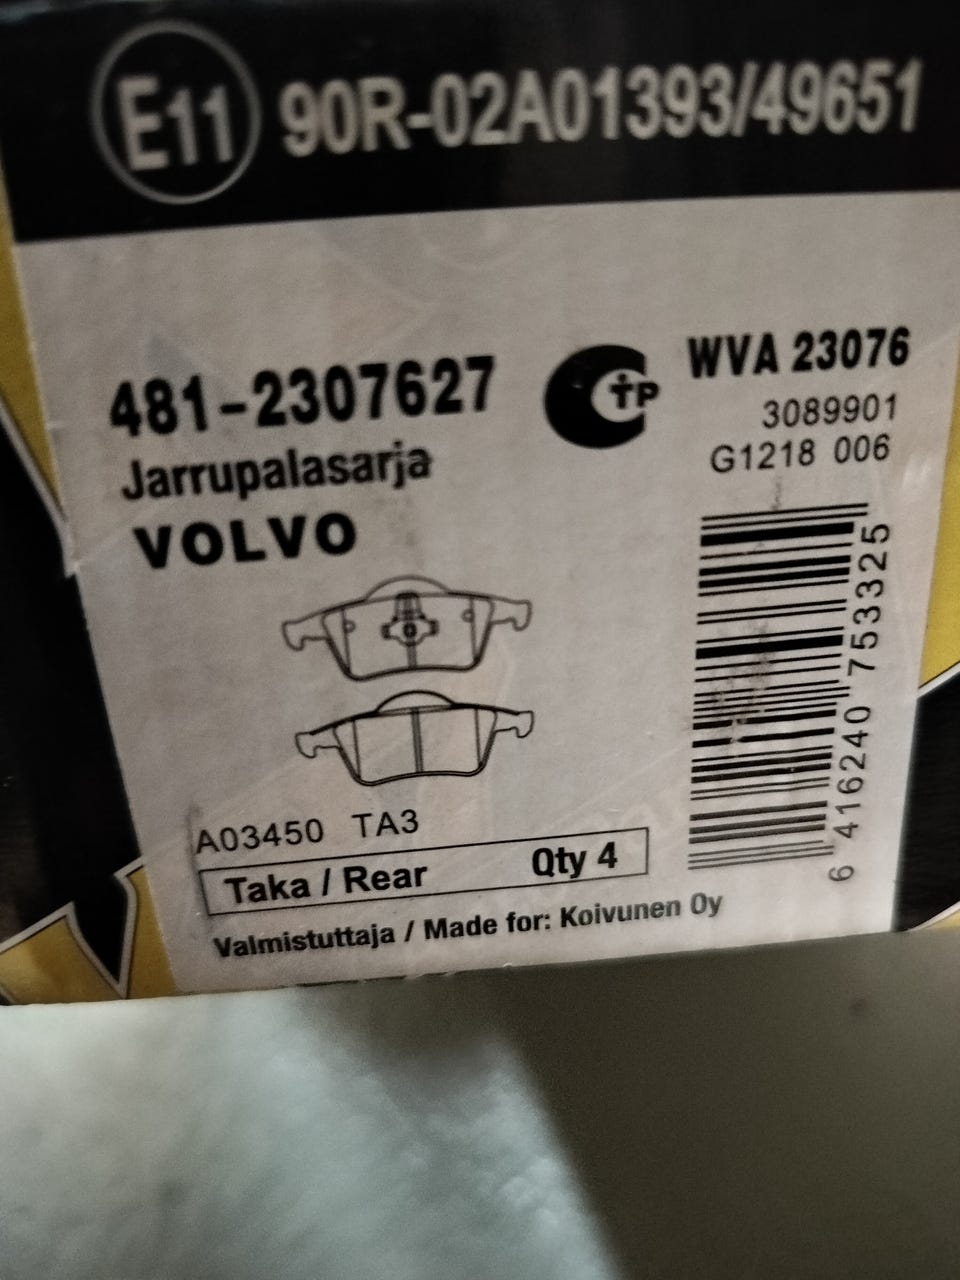 E11 90R-02A01393/49651
481-2307627
Jarrupalasarja
VOLVO
TP
WVA 23076
3089901
G1218 006
6 416240 753325
A03450 TA3
Taka / Rear Qty 4
Valmistuttaja / Made for: Koivunen Oy